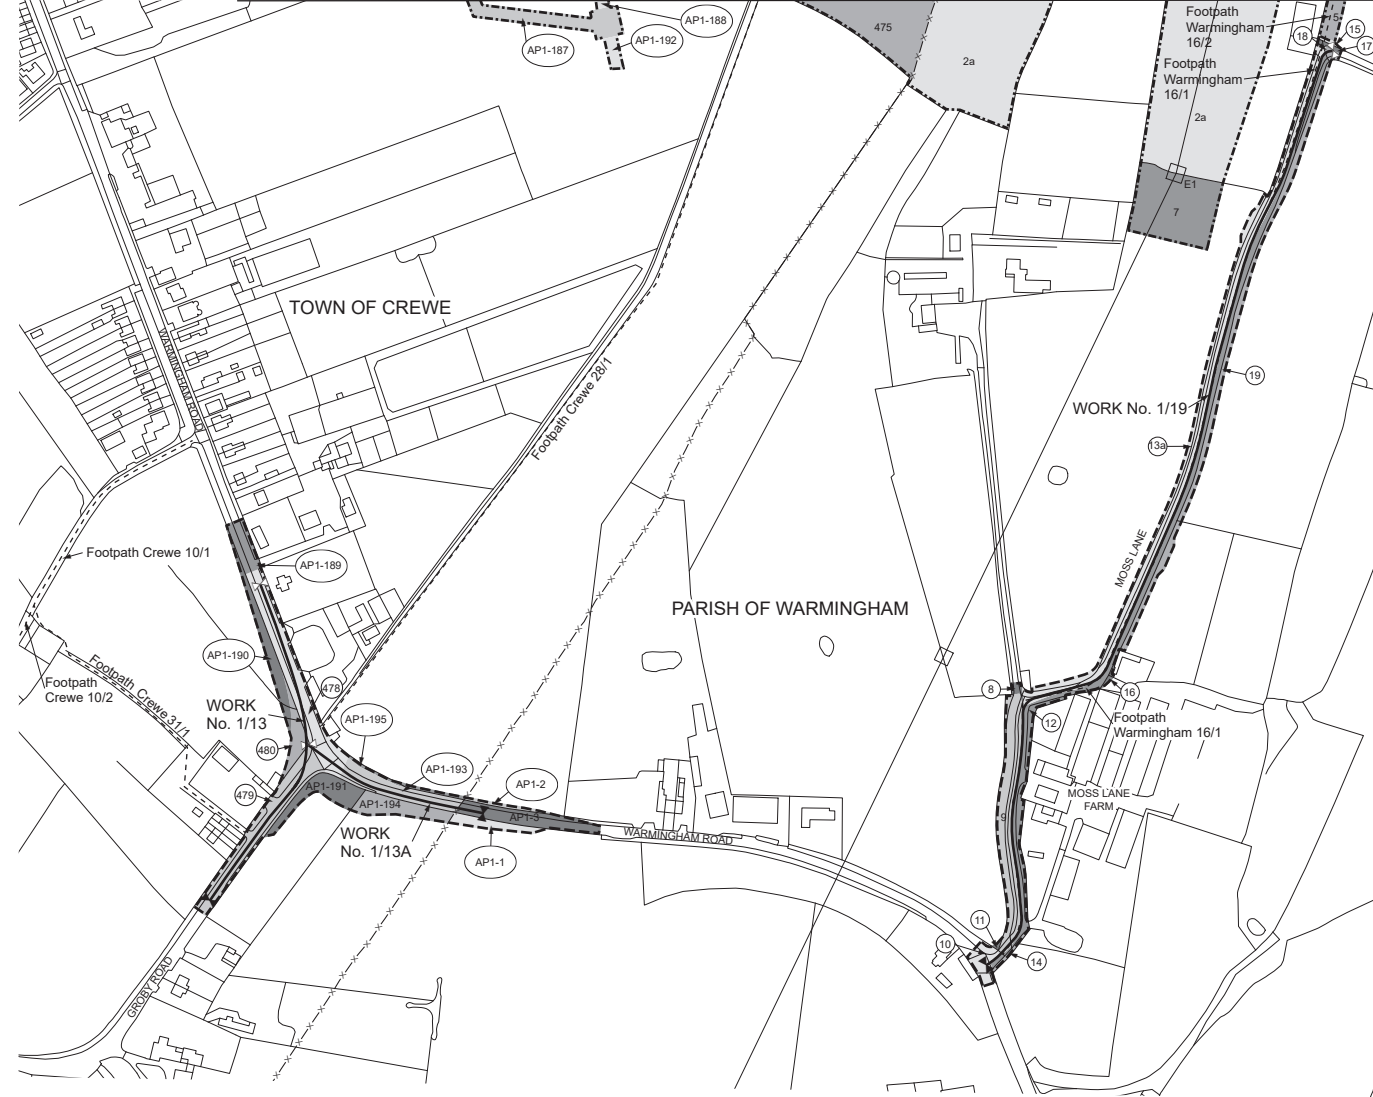 AP1-188
AP1-187
AP1-192
475
2a
Footpath
Warmingham
16/2
5
15
18
17
Footpath
Warmingham
16/1
2a
E1
7
TOWN OF CREWE
WARMINGHAM ROAD
Footpath Crewe 28/1
19
WORK No. 1/19
13a
MOSS LANE
Footpath Crewe 10/1
AP1-189
PARISH OF WARMINGHAM
AP1-190
Footpath Crewe 31/1
Footpath
Crewe 10/2
478
8
16
WORK
No. 1/13
AP1-195
12
Footpath
Warmingham 16/1
480
AP1-193
AP1-2
479
AP1-191
AP1-194
AP1-3
MOSS LANE
FARM
9
WORK
No. 1/13A
WARMINGHAM ROAD
AP1-1
14
11
10
14
GROBY ROAD